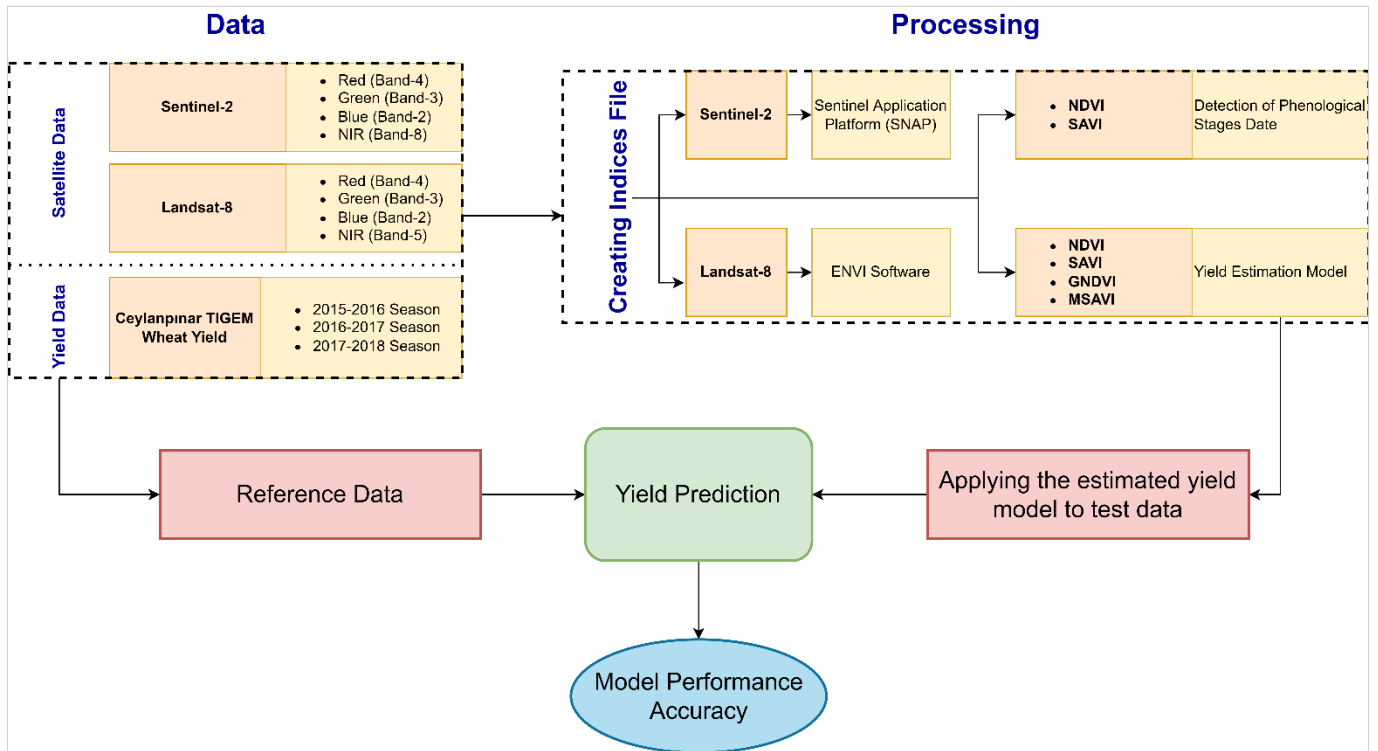 Data
Processing
Satellite Data
Sentinel-2
• Red (Band-4)
• Green (Band-3)
• Blue (Band-2)
• NIR (Band-8)
Landsat-8
• Red (Band-4)
• Green (Band-3)
• Blue (Band-2)
• NIR (Band-5)
Yield Data
Ceylanpınar TIGEM
Wheat Yield
• 2015-2016 Season
• 2016-2017 Season
• 2017-2018 Season
Creating Indices File
Sentinel-2
Sentinel Application
Platform (SNAP)
Landsat-8
ENVI Software
• NDVI
• SAVI
Detection of Phenological
Stages Date
• NDVI
• SAVI
• GNDVI
• MSAVI
Yield Estimation Model
Reference Data
Yield Prediction
Applying the estimated yield
model to test data
Model Performance
Accuracy